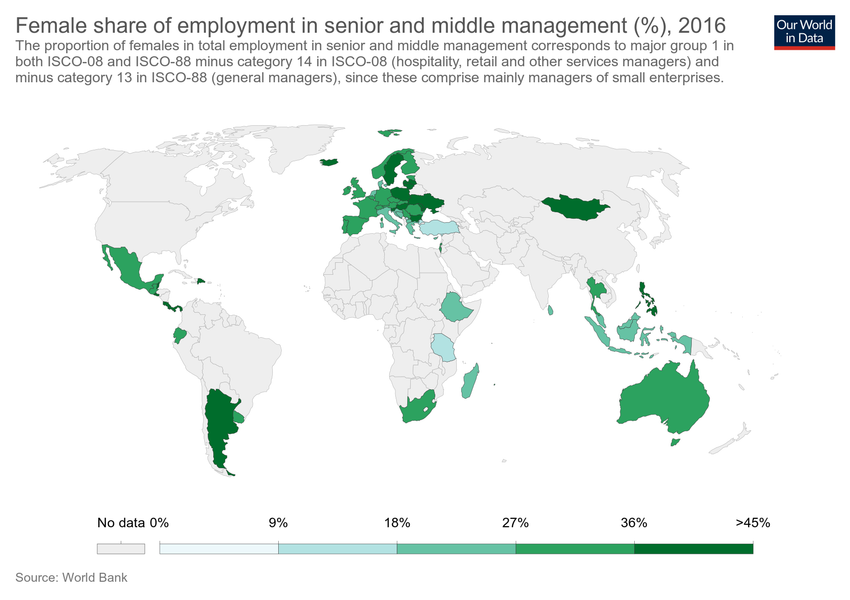 Female share of employment in senior and middle management (%), 2016
The proportion of females in total employment in senior and middle management corresponds to major group 1 in
both ISCO-08 and ISCO-88 minus category 14 in ISCO-08 (hospitality, retail and other services managers) and
minus category 13 in ISCO-88 (general managers), since these comprise mainly managers of small enterprises.
Our World
in Data
No data 0% 9% 18% 27% 36% >45%
Source: World Bank